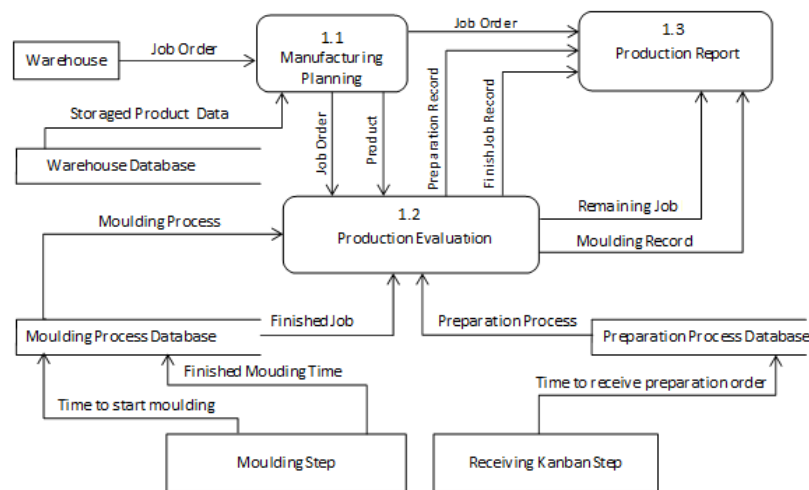 1.1
Manufacturing
Planning
Job Order
1.3
Production Report
Warehouse
Job Order
Storaged Product Data
Warehouse Database
Job Order
Product
Preparation Record
Finish Job Record
1.2
Production Evaluation
Remaining Job
Moulding Record
Moulding Process
Moulding Process Database
Finished Job
Preparation Process
Preparation Process Database
Finished Mouding Time
Time to start moulding
Time to receive preparation order
Moulding Step
Receiving Kanban Step